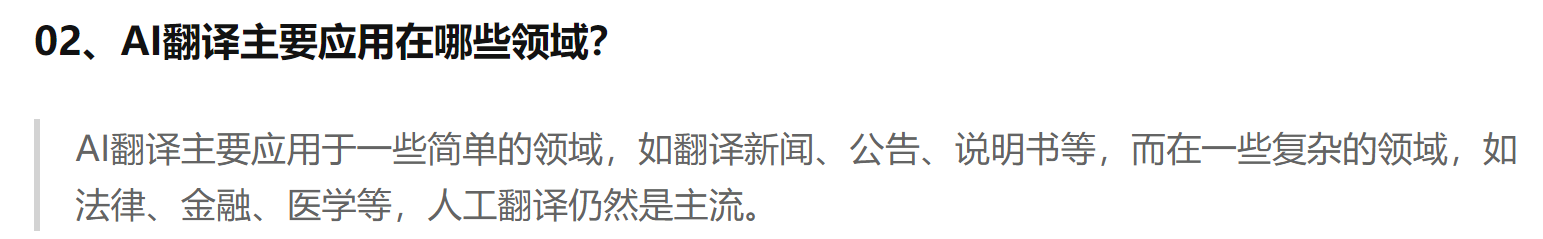 02、AI翻译主要应用在哪些领域？
AI翻译主要应用于一些简单的领域，如翻译新闻、公告、说明书等，而在一些复杂的领域，如
法律、金融、医学等，人工翻译仍然是主流。